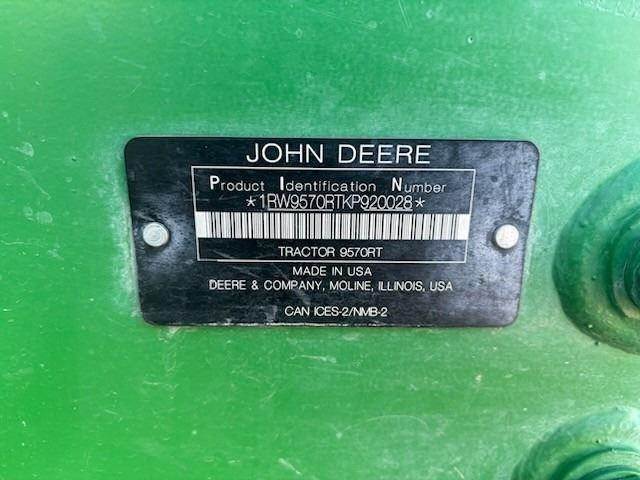 JOHN DEERE
Product Identification Number
*1RW9570RTKP920028*
TRACTOR 9570RT
MADE IN USA
DEERE & COMPANY, MOLINE, ILLINOIS, USA
CAN ICES-2/NMB-2